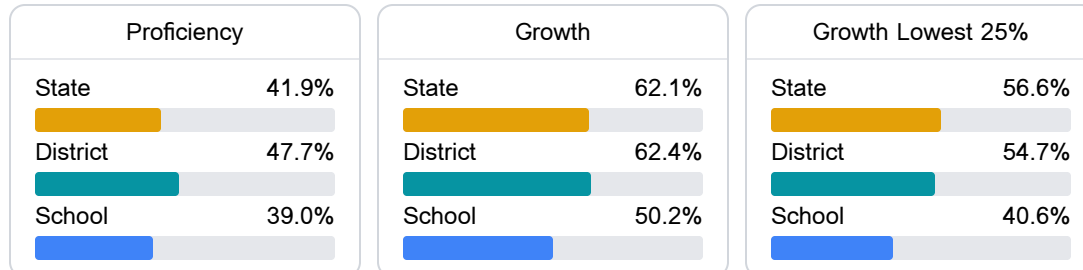 Proficiency
State 41.9%
District 47.7%
School 39.0%
Growth
State 62.1%
District 62.4%
School 50.2%
Growth Lowest 25%
State 56.6%
District 54.7%
School 40.6%